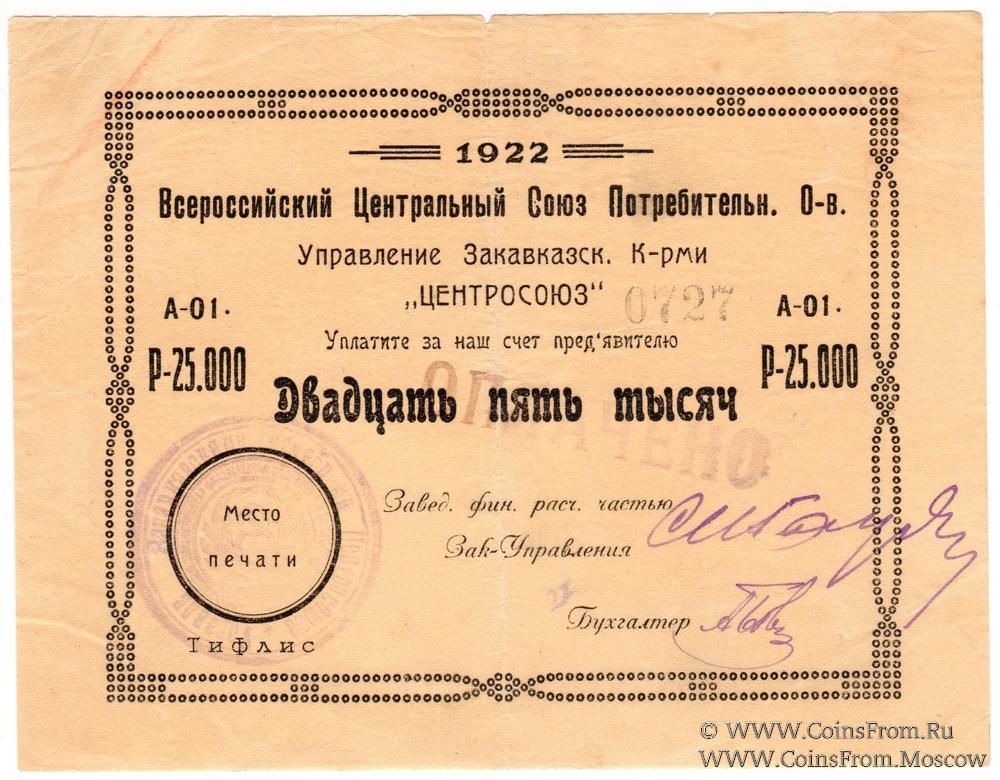 1922
Всероссийский Центральный Союз Потребительн. О-в.
Управление Закавказск. К-рми
„ЦЕНТРОСОЮЗ" 0727
А-01. А-01.
Уплатите за наш счет пред'явителю
Р-25.000 Р-25.000
Двадцать пять тысяч
ОПЛАЧЕНО
Завед. фин. расч. частью
Зак-Управления
Место
печати
Бухгалтер
Тифлис
© WWW.CoinsFrom.Ru
WWW.CoinsFrom.Moscow